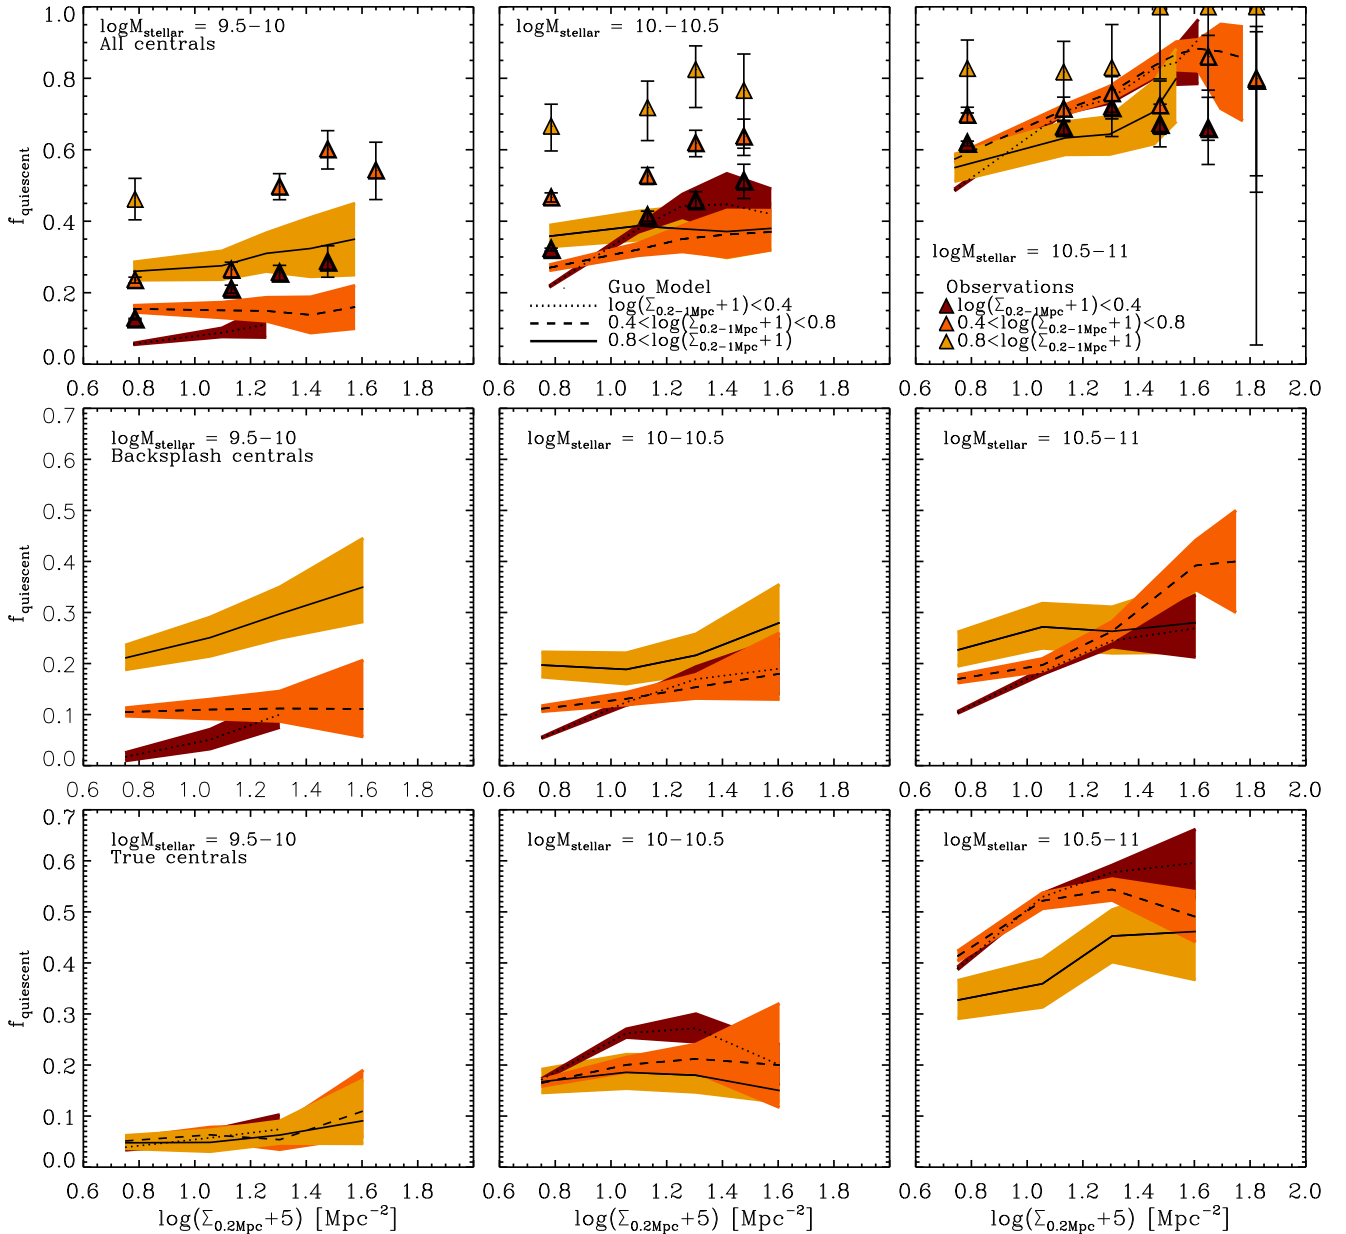 logM_stellar = 9.5−10
All centrals
logM_stellar = 10.−10.5
logM_stellar = 10.5−11
f_quiescent
1.0
0.8
0.6
0.4
0.2
0.0
Guo Model
log(Σ_0.2−1Mpc+1)<0.4
0.4<log(Σ_0.2−1Mpc+1)<0.8
0.8<log(Σ_0.2−1Mpc+1)
Observations
log(Σ_0.2−1Mpc+1)<0.4
0.4<log(Σ_0.2−1Mpc+1)<0.8
0.8<log(Σ_0.2−1Mpc+1)
0.6 0.8 1.0 1.2 1.4 1.6 1.8
0.6 0.8 1.0 1.2 1.4 1.6 1.8
0.6 0.8 1.0 1.2 1.4 1.6 1.8 2.0
logM_stellar = 9.5−10
Backsplash centrals
logM_stellar = 10−10.5
logM_stellar = 10.5−11
f_quiescent
0.7
0.6
0.5
0.4
0.3
0.2
0.1
0.0
0.6 0.8 1.0 1.2 1.4 1.6 1.8
0.6 0.8 1.0 1.2 1.4 1.6 1.8
0.6 0.8 1.0 1.2 1.4 1.6 1.8 2.0
logM_stellar = 9.5−10
True centrals
logM_stellar = 10−10.5
logM_stellar = 10.5−11
f_quiescent
0.7
0.6
0.5
0.4
0.3
0.2
0.1
0.0
0.6 0.8 1.0 1.2 1.4 1.6 1.8
0.6 0.8 1.0 1.2 1.4 1.6 1.8
0.6 0.8 1.0 1.2 1.4 1.6 1.8 2.0
log(Σ_0.2Mpc+5) [Mpc^−2]
log(Σ_0.2Mpc+5) [Mpc^−2]
log(Σ_0.2Mpc+5) [Mpc^−2]